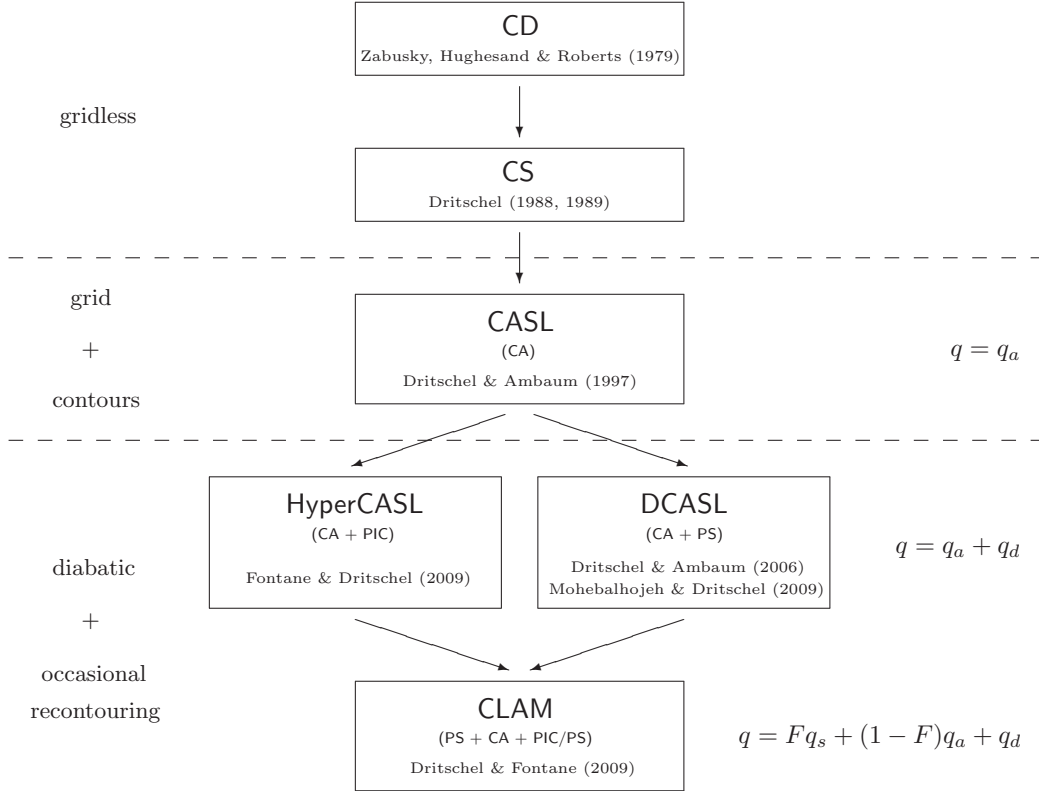 CD
Zabusky, Hughesand & Roberts (1979)
gridless
CS
Dritschel (1988, 1989)
grid
+
contours
CASL
(CA)
Dritschel & Ambaum (1997)
q = q_a
HyperCASL
(CA + PIC)
Fontane & Dritschel (2009)
DCASL
(CA + PS)
Dritschel & Ambaum (2006)
Mohebalhojeh & Dritschel (2009)
q = q_a + q_d
diabatic
+
occasional
recontouring
CLAM
(PS + CA + PIC/PS)
Dritschel & Fontane (2009)
q = Fq_s + (1 − F)q_a + q_d